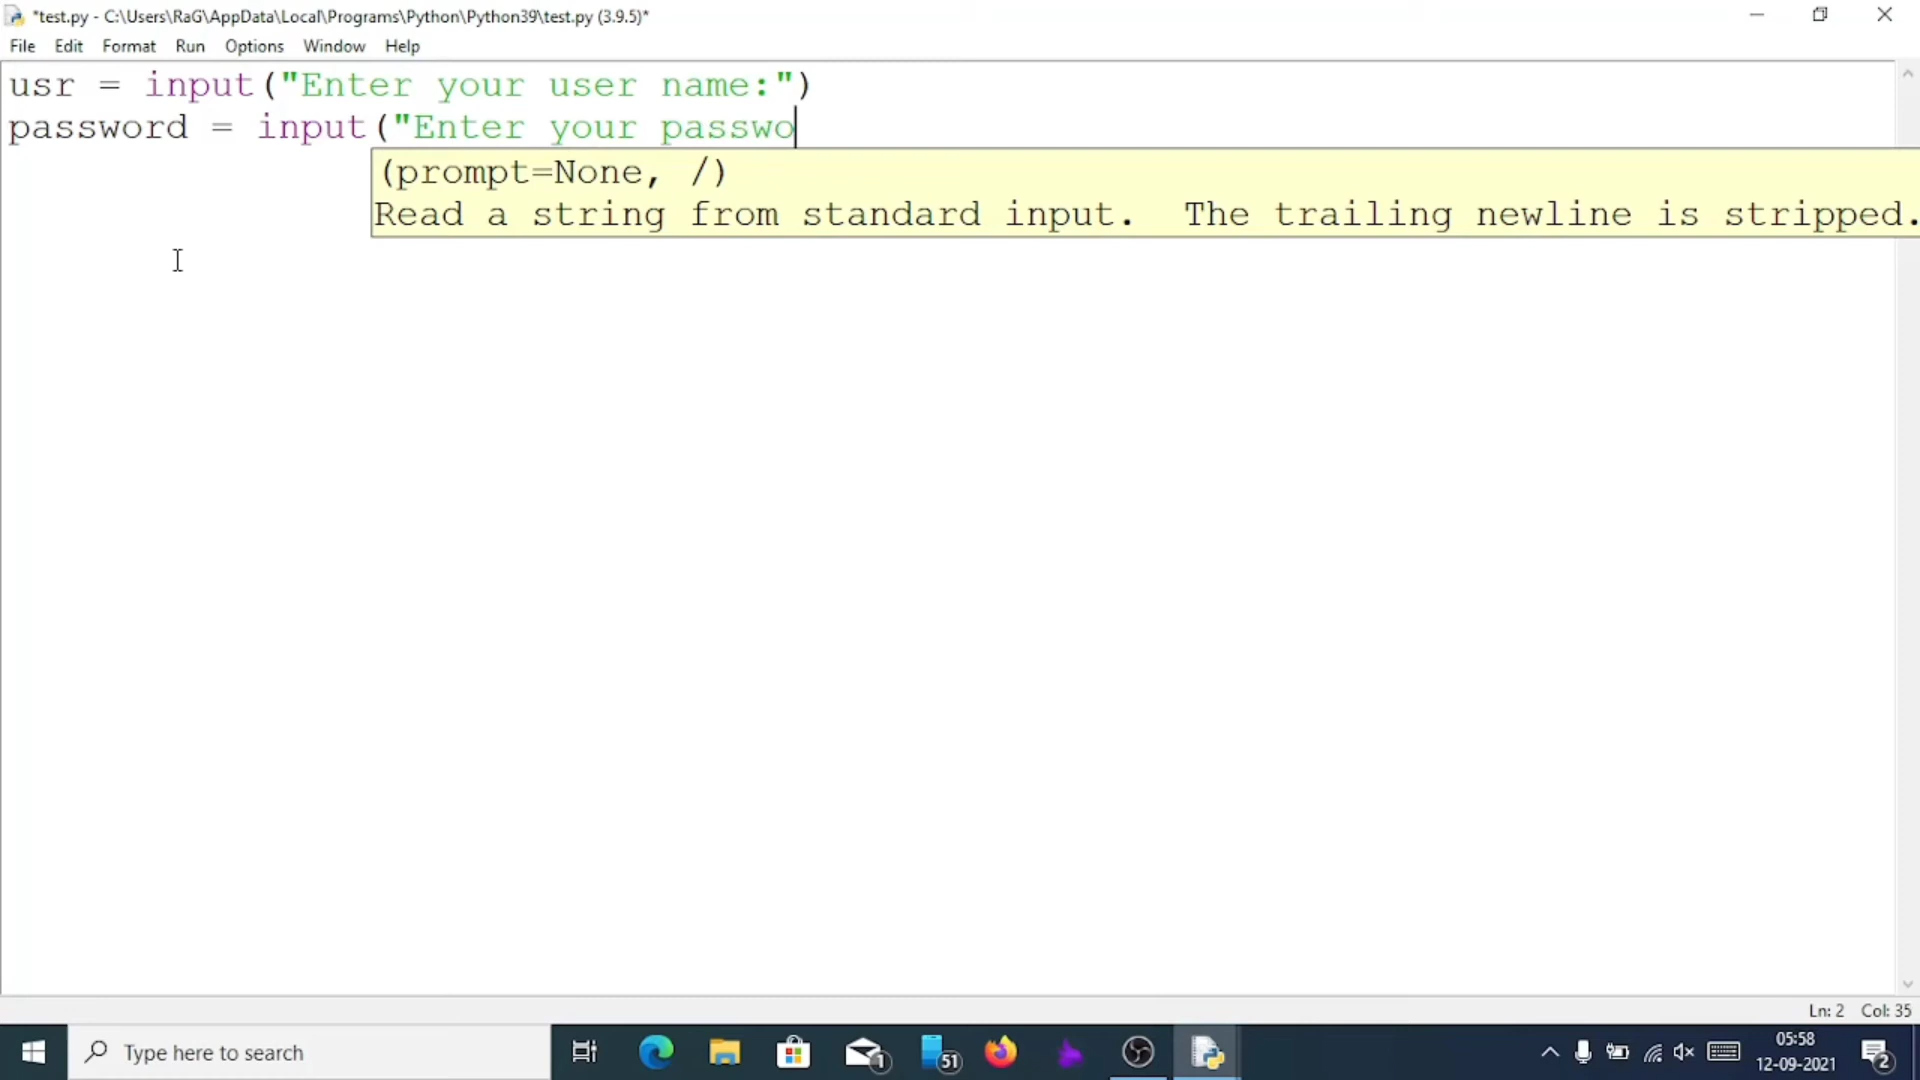 *test.py - C:\Users\RaG\AppData\Local\Programs\Python\Python39\test.py (3.9.5)*
File Edit Format Run Options Window Help
usr = input("Enter your user name:")
password = input("Enter your passwo
(prompt=None, /)
Read a string from standard input.  The trailing newline is stripped.
Ln: 2 Col: 35
Type here to search
1
51
05:58
12-09-2021
2